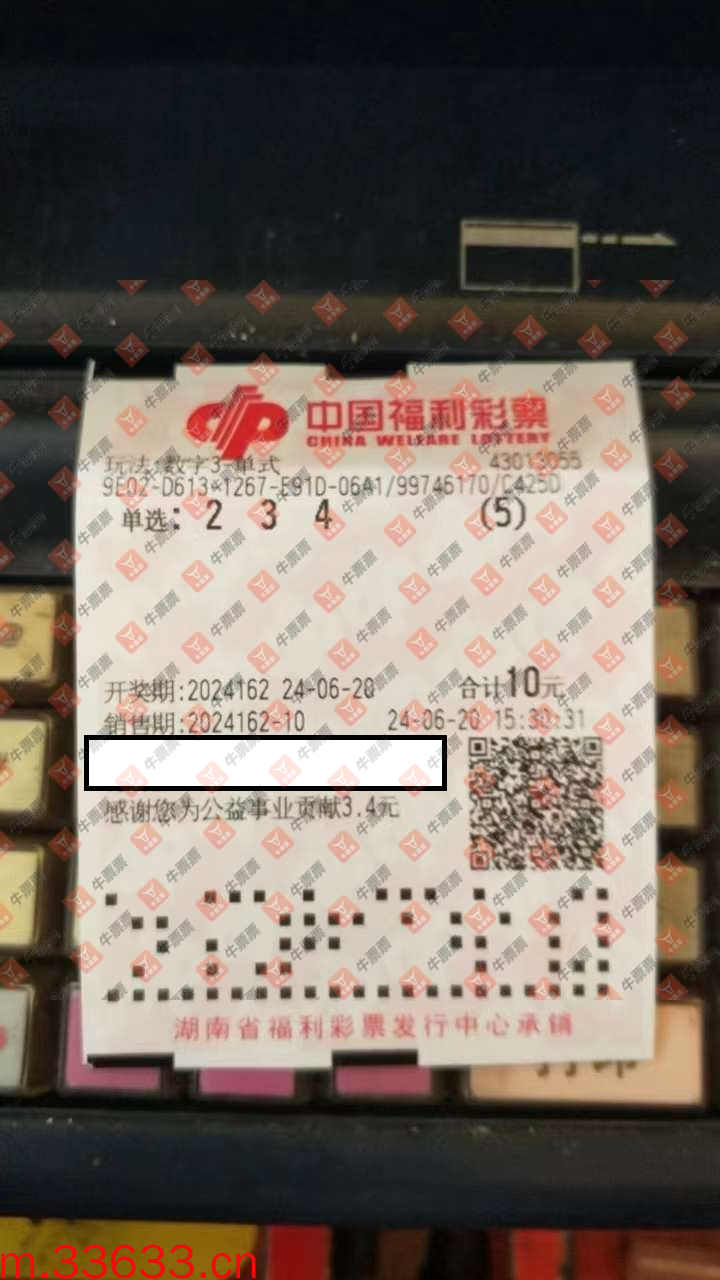 中国福利彩票
CHINA WELFARE LOTTERY
玩法:数字3-单式 43013055
9E02-D613-1267-E91D-06A1/99746170/C425D
单选: 2 3 4 (5)
开奖期:2024162 24-06-20 合计10元
销售期:2024162-10 24-06-20 15:30:31
感谢您为公益事业贡献3.4元
湖南省福利彩票发行中心承销
牛票票
m.33633.cn